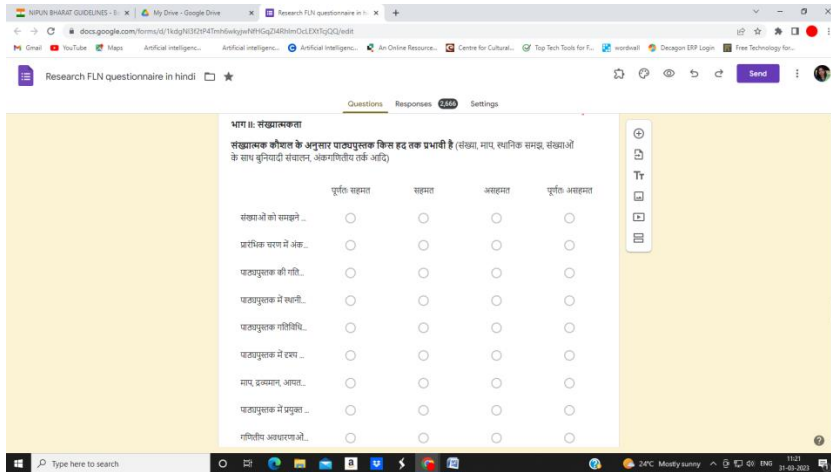 NIPUN BHARAT GUIDELINES - E
My Drive - Google Drive
Research FLN questionnaire in h
docs.google.com/forms/d/
Gmail
YouTube
Maps
Artificial intelligenc...
Artificial intelligenc...
Artificial Intelligenc...
An Online Resource...
Centre for Cultural...
Top Tech Tools for F...
wordwall
Decagon ERP Login
Free Technology for...
Research FLN questionnaire in hindi
Send
Questions
Responses
2,666
Settings
भाग II: संख्यात्मकता
संख्यात्मक कौशल के अनुसार पाठ्यपुस्तक किस हद तक प्रभावी है (संख्या, माप, स्थानिक समझ, संख्याओं
के साथ बुनियादी संचालन, अंकगणितीय तर्क आदि)
पूर्णतः सहमत
सहमत
असहमत
पूर्णतः असहमत
संख्याओं को समझने ...
प्रारंभिक चरण में अंक...
पाठ्यपुस्तक की गति...
पाठ्यपुस्तक में स्थानी...
पाठ्यपुस्तक गतिविधि...
पाठ्यपुस्तक में दृश्य ...
माप, द्रव्यमान, आयत...
पाठ्यपुस्तक में प्रयुक्त ...
गणितीय अवधारणाओं...
Type here to search
24°C Mostly sunny
ENG
11:21
31-03-2023